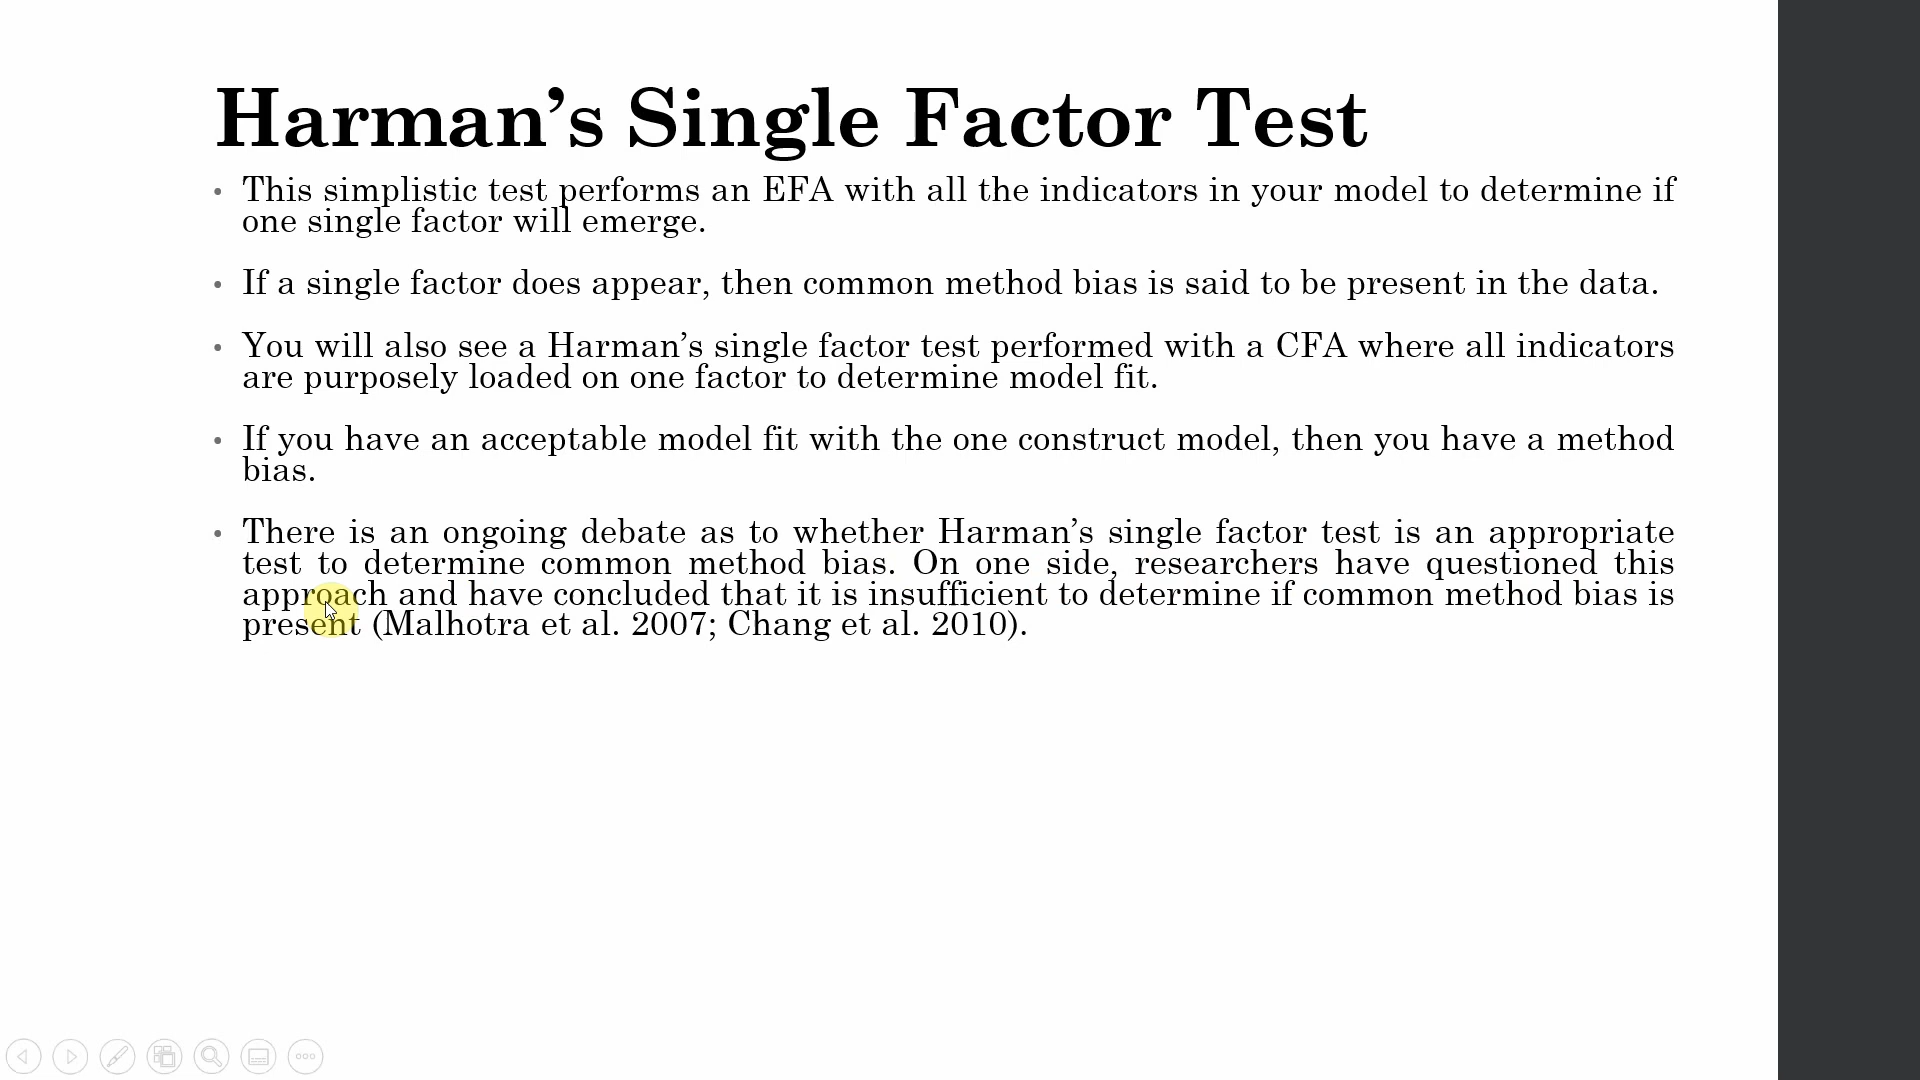 Harman’s Single Factor Test
• This simplistic test performs an EFA with all the indicators in your model to determine if
one single factor will emerge.
• If a single factor does appear, then common method bias is said to be present in the data.
• You will also see a Harman’s single factor test performed with a CFA where all indicators
are purposely loaded on one factor to determine model fit.
• If you have an acceptable model fit with the one construct model, then you have a method
bias.
• There is an ongoing debate as to whether Harman’s single factor test is an appropriate
test to determine common method bias. On one side, researchers have questioned this
approach and have concluded that it is insufficient to determine if common method bias is
present (Malhotra et al. 2007; Chang et al. 2010).